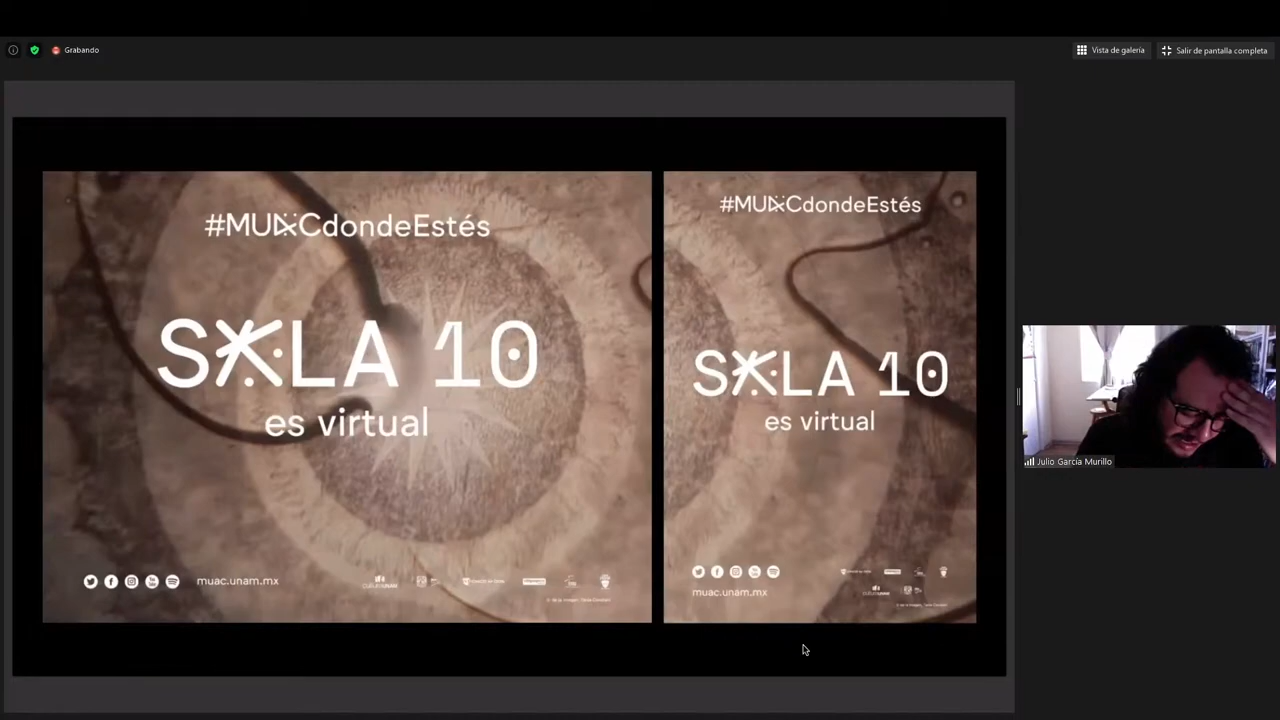 Grabando
Vista de galería
Salir de pantalla completa
#MUACdondeEstés
SALA 10
es virtual
muac.unam.mx
#MUACdondeEstés
SALA 10
es virtual
muac.unam.mx
Julio García Murillo